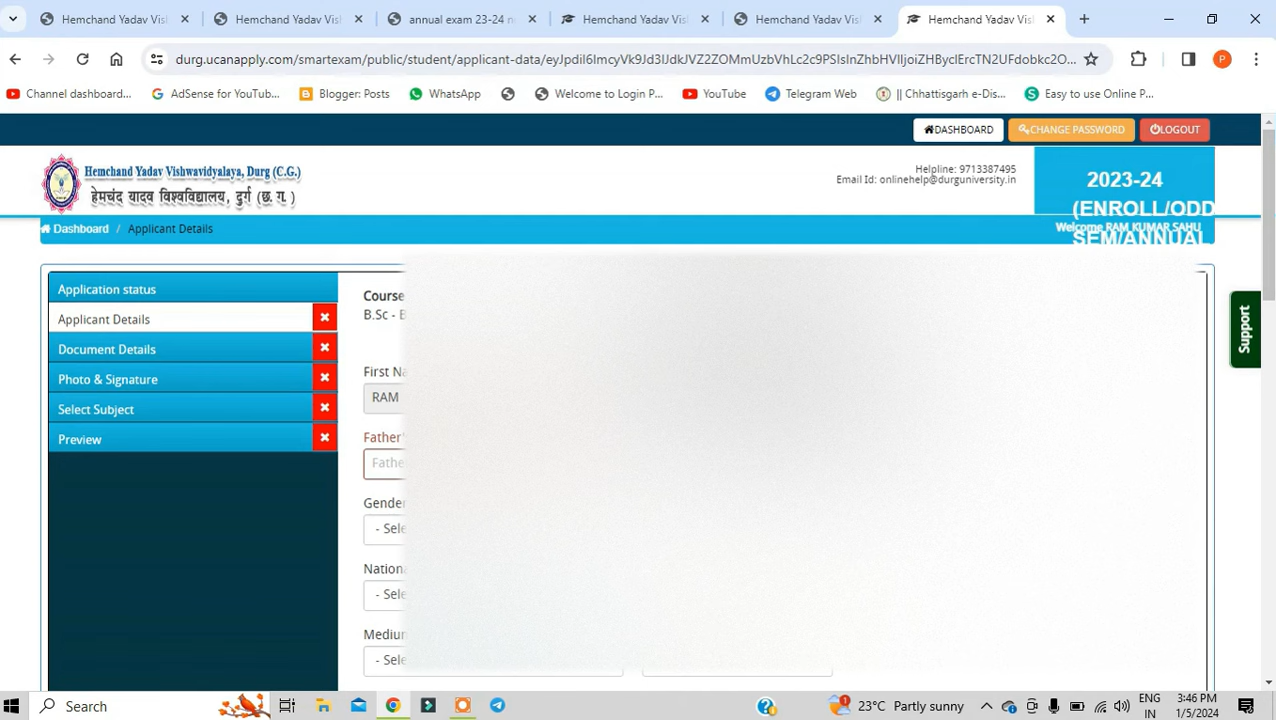 Hemchand Yadav Vis
Hemchand Yadav Vis
annual exam 23-24 n
Hemchand Yadav Vis
Hemchand Yadav Vis
Hemchand Yadav Vis
durg.ucanapply.com/smartexam/public/student/applicant-data/
P
Channel dashboard...
AdSense for YouTub...
Blogger: Posts
WhatsApp
Welcome to Login P...
YouTube
Telegram Web
|| Chhattisgarh e-Dis...
Easy to use Online P...
DASHBOARD
CHANGE PASSWORD
LOGOUT
Hemchand Yadav Vishwavidyalaya, Durg (C.G.)
हेमचंद यादव विश्वविद्यालय, दुर्ग (छ. ग.)
Helpline: 9713387495
Email Id: onlinehelp@durguniversity.in
2023-24
(ENROLL/ODD
SEM/ANNUAL
Welcome RAM KUMAR SAHU
Dashboard / Applicant Details
Application status
Applicant Details
Document Details
Photo & Signature
Select Subject
Preview
Course
B.Sc -
First Na
RAM
Father'
Fathe
Gender
- Sele
Nation
- Sele
Medium
- Sele
Support
Search
1
23°C Partly sunny
ENG
IN
3:46 PM
1/5/2024